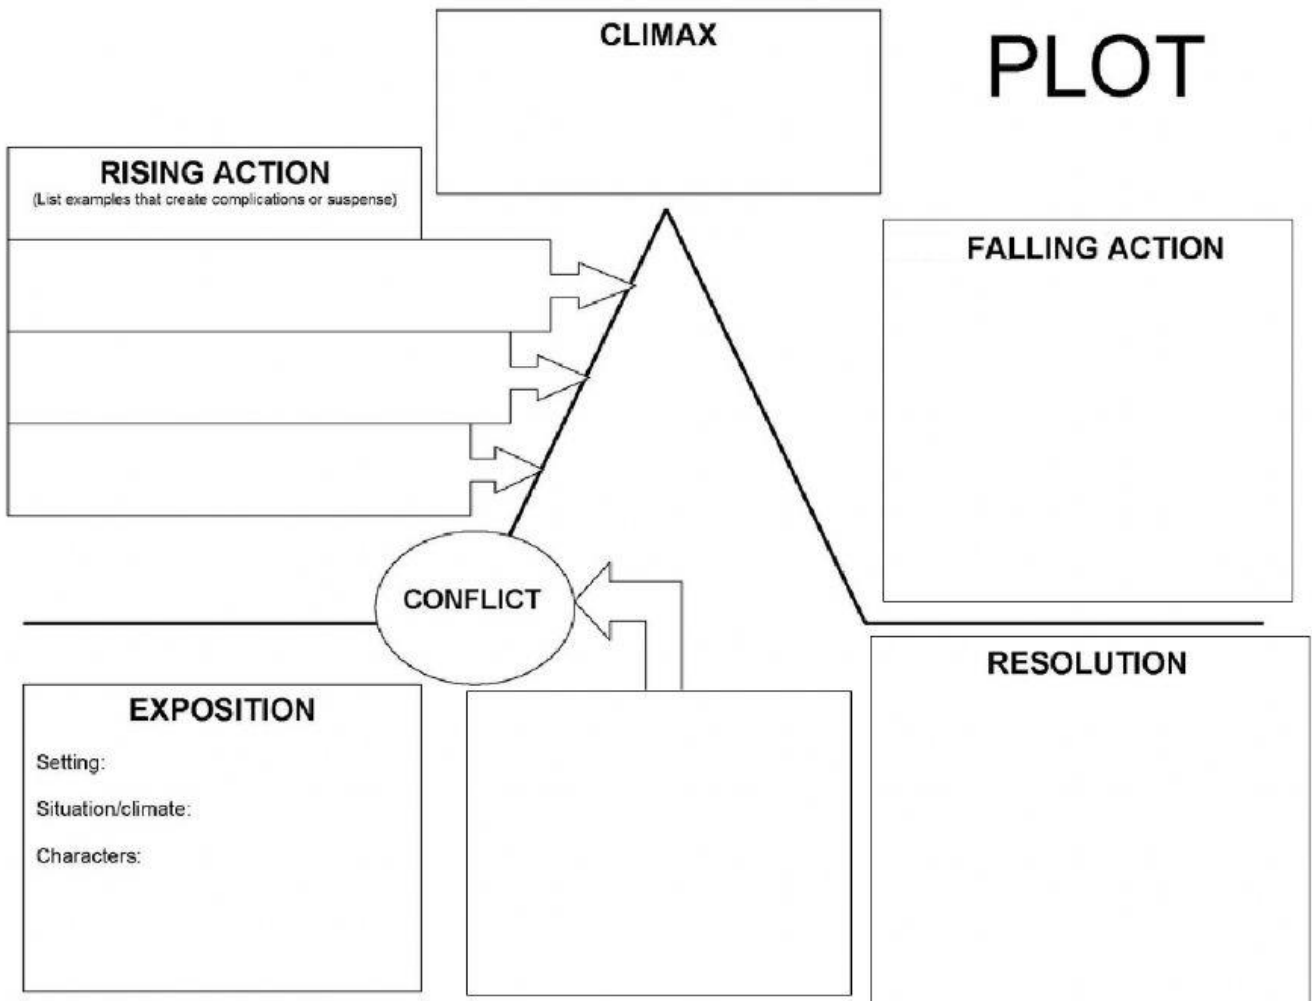 CLIMAX
PLOT
RISING ACTION
(List examples that create complications or suspense)
FALLING ACTION
CONFLICT
RESOLUTION
EXPOSITION
Setting:
Situation/climate:
Characters: